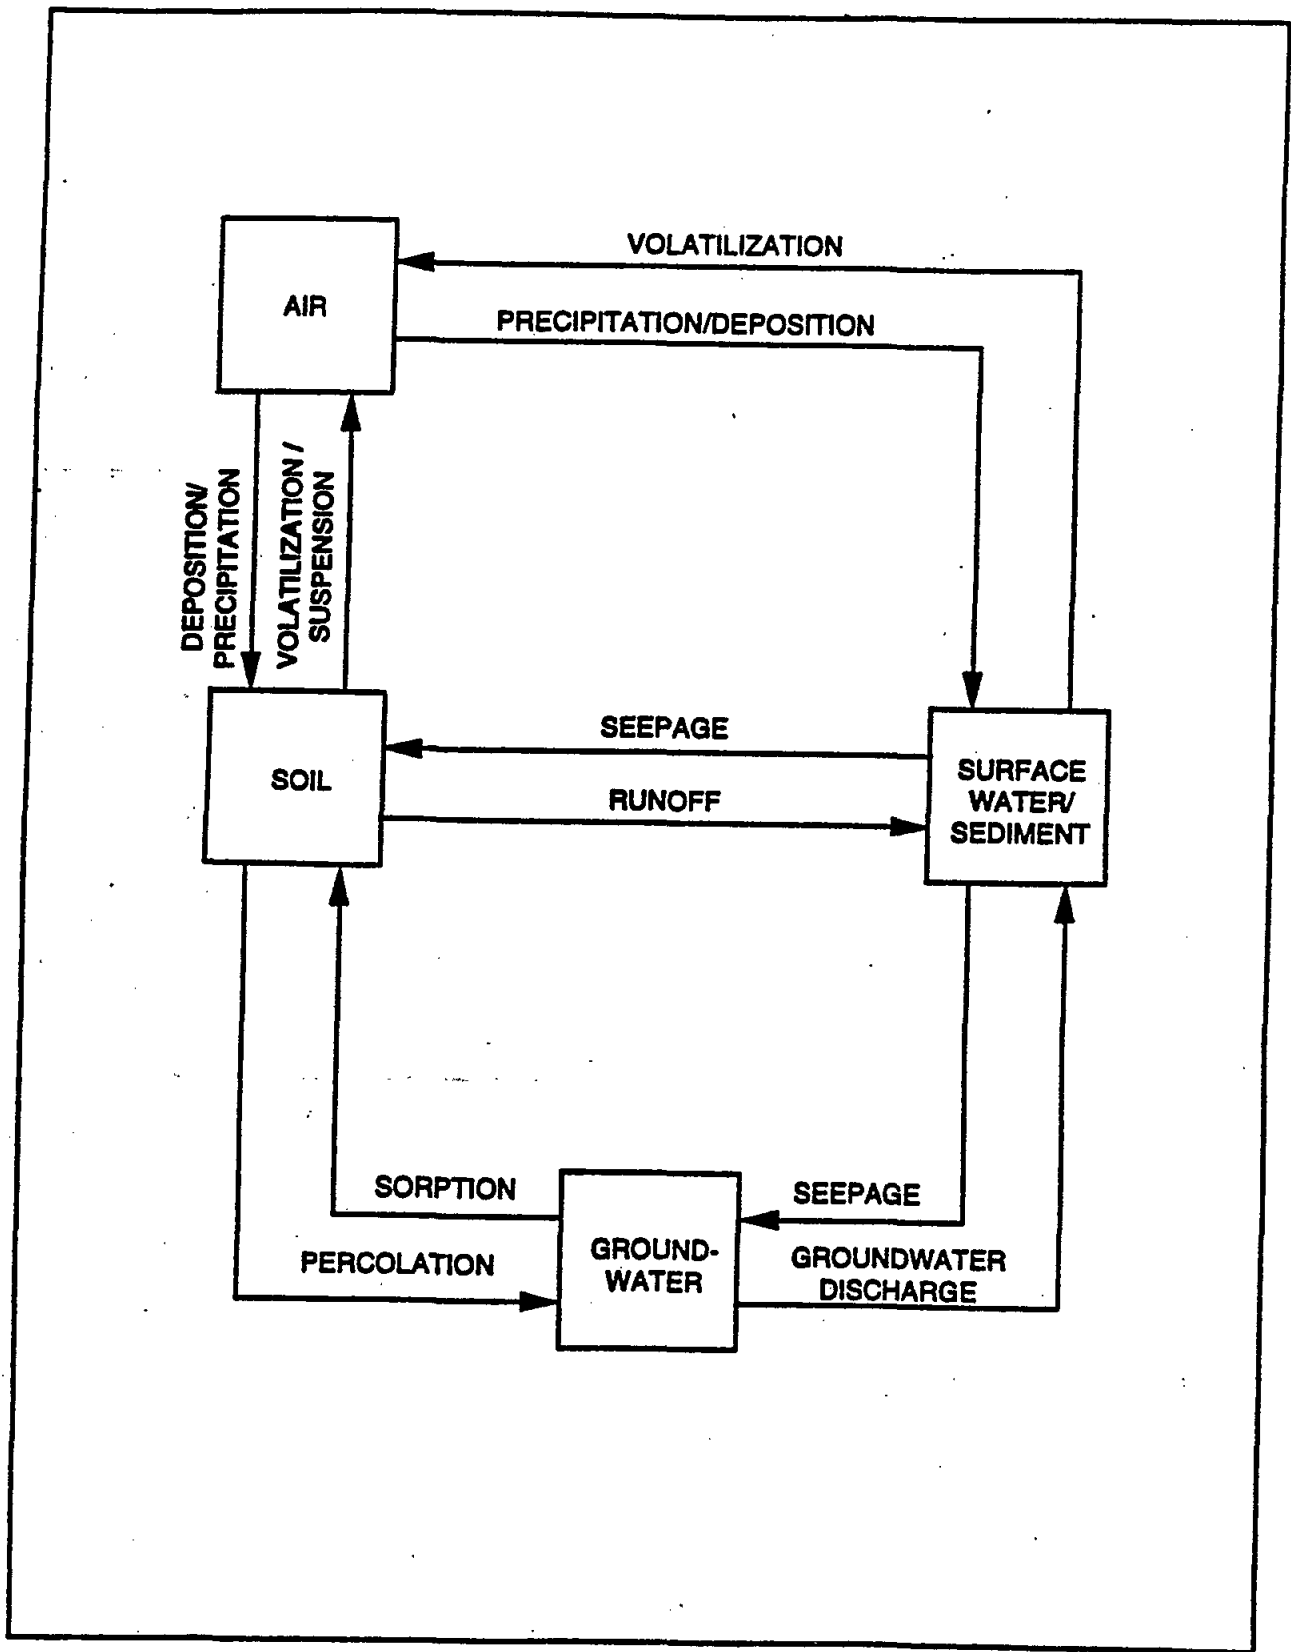 VOLATILIZATION
AIR
PRECIPITATION/DEPOSITION
DEPOSITION/
PRECIPITATION
VOLATILIZATION /
SUSPENSION
SEEPAGE
SOIL
RUNOFF
SURFACE
WATER/
SEDIMENT
SORPTION
SEEPAGE
PERCOLATION
GROUND-
WATER
GROUNDWATER
DISCHARGE